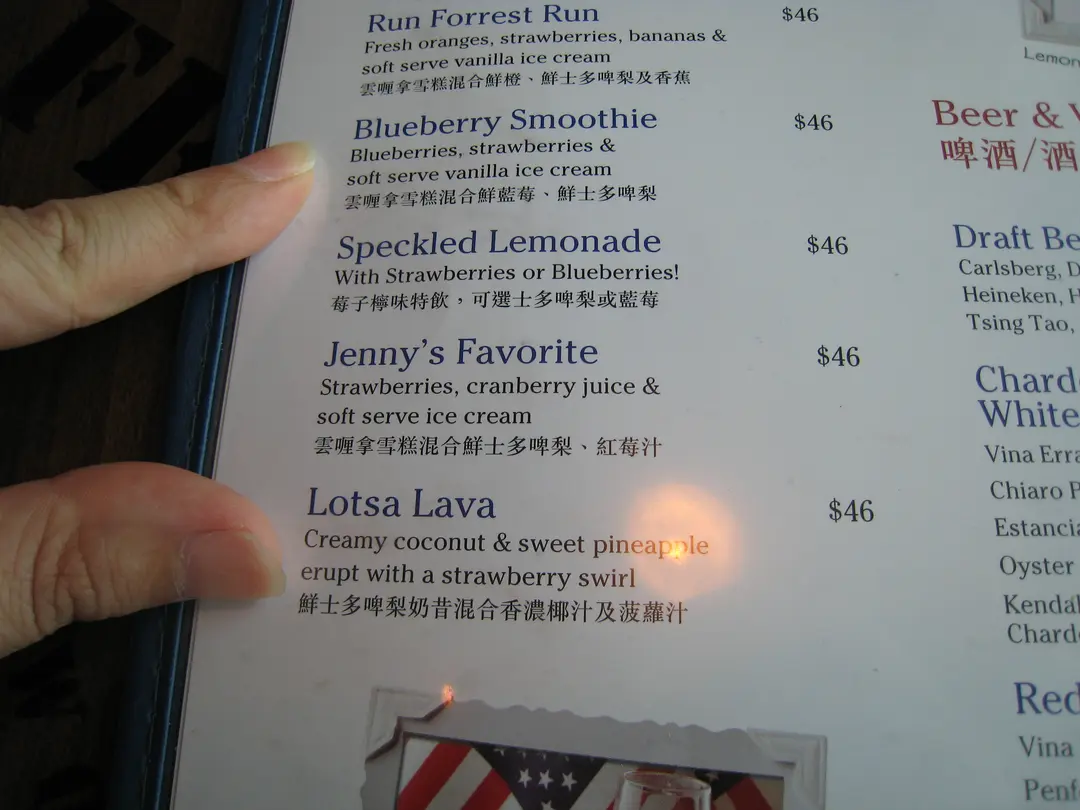 Run Forrest Run $46
Fresh oranges, strawberries, bananas &
soft serve vanilla ice cream
雲喱拿雪糕混合鮮橙、鮮士多啤梨及香蕉
Blueberry Smoothie $46
Blueberries, strawberries &
soft serve vanilla ice cream
雲喱拿雪糕混合鮮藍莓、鮮士多啤梨
Speckled Lemonade $46
With Strawberries or Blueberries!
莓子檸味特飲，可選士多啤梨或藍莓
Jenny's Favorite $46
Strawberries, cranberry juice &
soft serve ice cream
雲喱拿雪糕混合鮮士多啤梨、紅莓汁
Lotsa Lava $46
Creamy coconut & sweet pineapple
erupt with a strawberry swirl
鮮士多啤梨奶昔混合香濃椰汁及菠蘿汁
Lemon
Beer &
啤酒/酒
Draft Be
Carlsberg, D
Heineken, H
Tsing Tao,
Chardo
White
Vina Erra
Chiaro P
Estancia
Oyster
Kendal
Chardo
Red
Vina
Penf